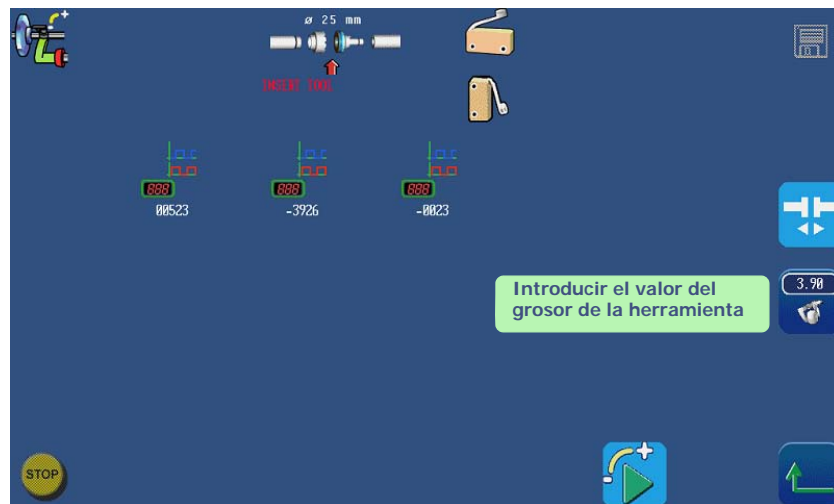 ø 25 mm
INSERT TOOL
888 888 888
00523 -3926 -0023
Introducir el valor del
grosor de la herramienta
3.90
STOP